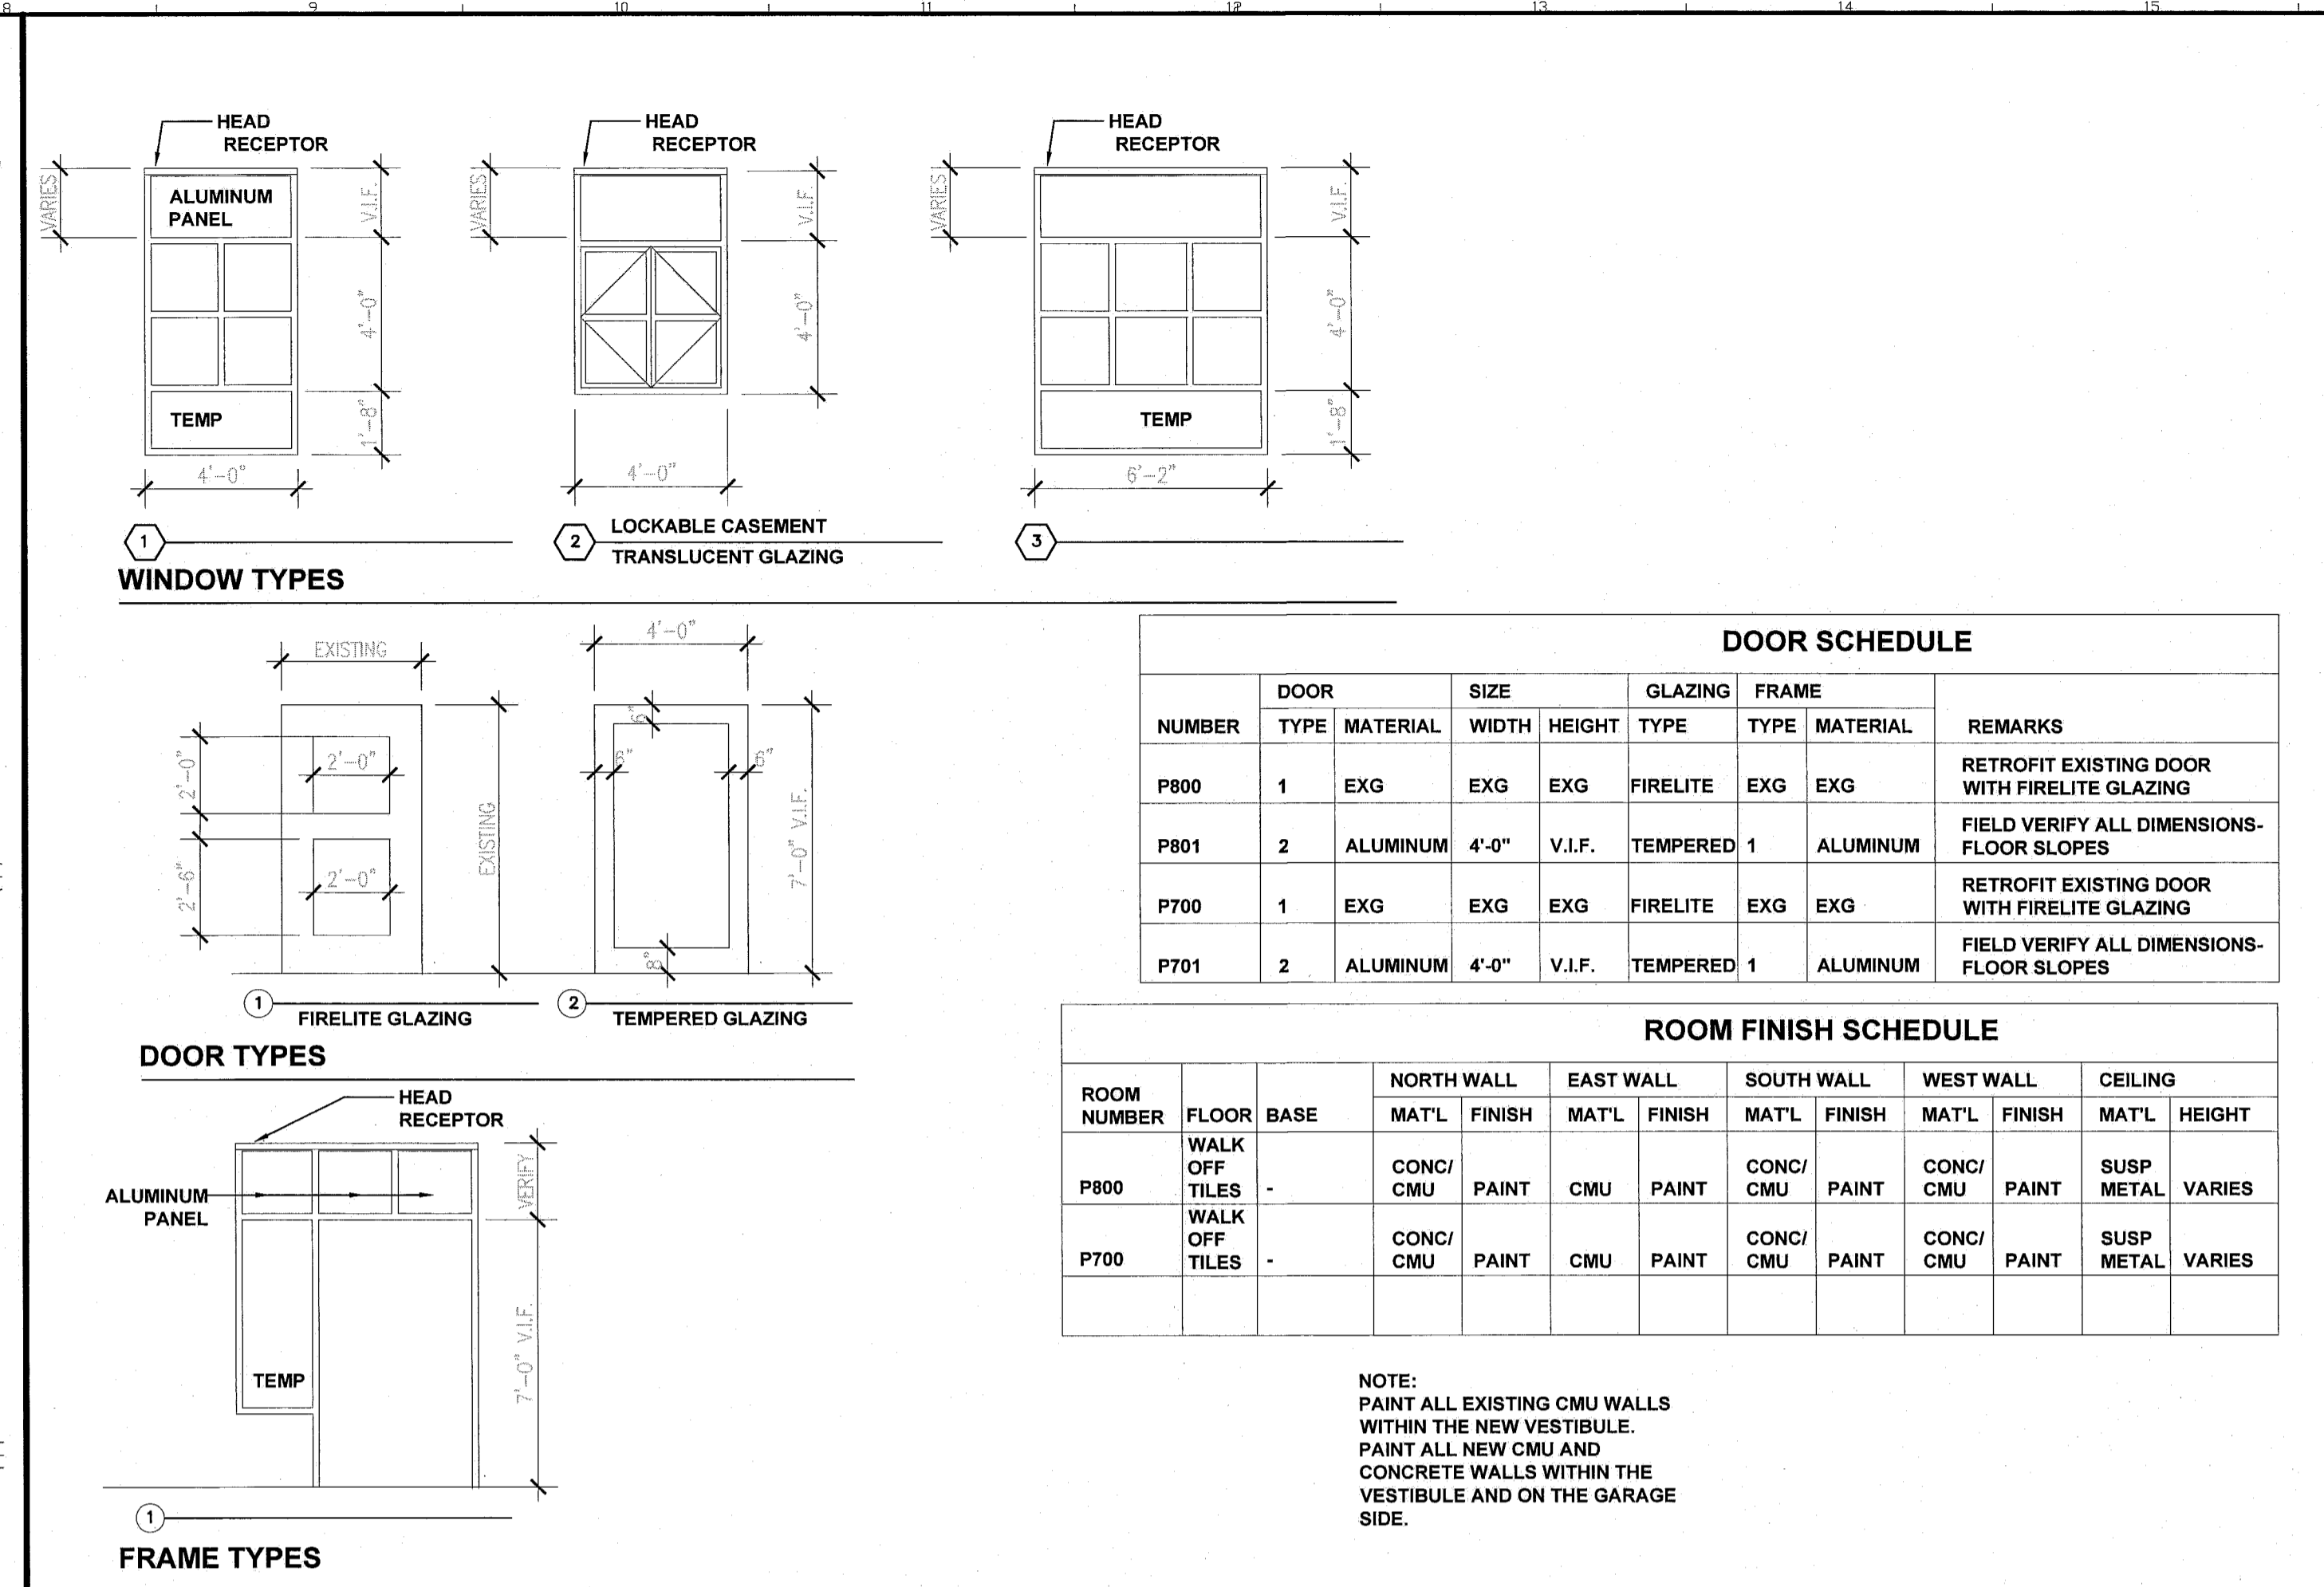 8 9 10 11 12 13 14 15
HEAD
RECEPTOR
VARIES
ALUMINUM
PANEL
V.I.F.
4'-0"
TEMP
1'-8"
4'-0"
1
HEAD
RECEPTOR
VARIES
V.I.F.
4'-0"
4'-0"
2
LOCKABLE CASEMENT
TRANSLUCENT GLAZING
HEAD
RECEPTOR
VARIES
V.I.F.
4'-0"
TEMP
1'-8"
6'-2"
3
WINDOW TYPES
EXISTING
2'-0"
2'-0"
2'-6"
2'-0"
EXISTING
1
FIRELITE GLAZING
4'-0"
6"
6"
6"
7'-0" V.I.F.
8"
2
TEMPERED GLAZING
DOOR TYPES
HEAD
RECEPTOR
ALUMINUM
PANEL
VERIFY
7'-0" V.I.F.
TEMP
1
FRAME TYPES
DOOR SCHEDULE
DOOR SIZE GLAZING FRAME
NUMBER TYPE MATERIAL WIDTH HEIGHT TYPE TYPE MATERIAL REMARKS
RETROFIT EXISTING DOOR
P800 1 EXG EXG EXG FIRELITE EXG EXG WITH FIRELITE GLAZING
FIELD VERIFY ALL DIMENSIONS-
P801 2 ALUMINUM 4'-0" V.I.F. TEMPERED 1 ALUMINUM FLOOR SLOPES
RETROFIT EXISTING DOOR
P700 1 EXG EXG EXG FIRELITE EXG EXG WITH FIRELITE GLAZING
FIELD VERIFY ALL DIMENSIONS-
P701 2 ALUMINUM 4'-0" V.I.F. TEMPERED 1 ALUMINUM FLOOR SLOPES
ROOM FINISH SCHEDULE
NORTH WALL EAST WALL SOUTH WALL WEST WALL CEILING
ROOM
NUMBER FLOOR BASE MAT'L FINISH MAT'L FINISH MAT'L FINISH MAT'L FINISH MAT'L HEIGHT
WALK
OFF CONC/ CONC/ CONC/ SUSP
P800 TILES - CMU PAINT CMU PAINT CMU PAINT CMU PAINT METAL VARIES
WALK
OFF CONC/ CONC/ CONC/ SUSP
P700 TILES - CMU PAINT CMU PAINT CMU PAINT CMU PAINT METAL VARIES
NOTE:
PAINT ALL EXISTING CMU WALLS
WITHIN THE NEW VESTIBULE.
PAINT ALL NEW CMU AND
CONCRETE WALLS WITHIN THE
VESTIBULE AND ON THE GARAGE
SIDE.